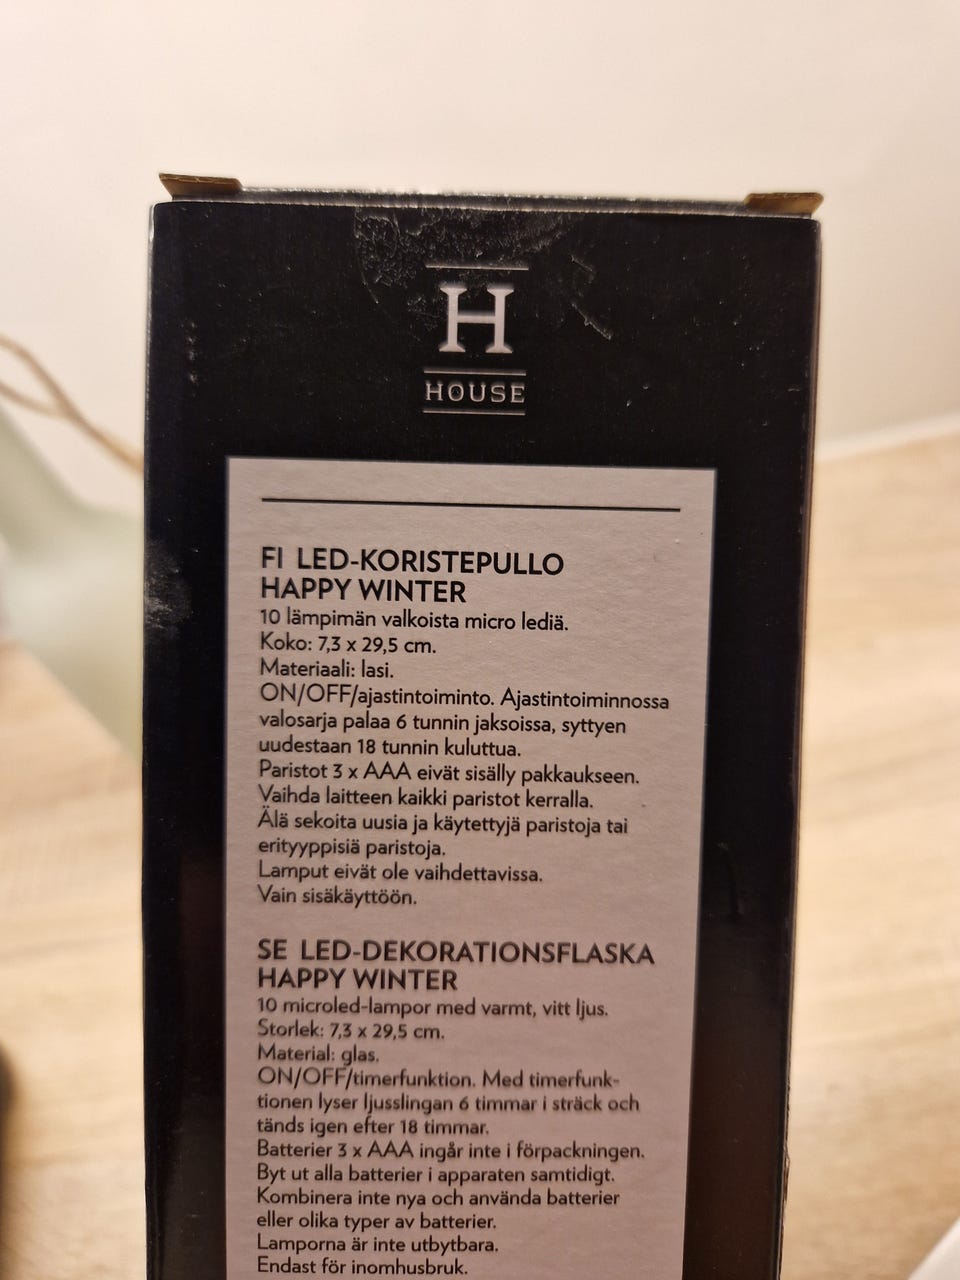 H
HOUSE
FI LED-KORISTEPULLO
HAPPY WINTER
10 lämpimän valkoista micro lediä.
Koko: 7,3 x 29,5 cm.
Materiaali: lasi.
ON/OFF/ajastintoiminto. Ajastintoiminnossa
valosarja palaa 6 tunnin jaksoissa, syttyen
uudestaan 18 tunnin kuluttua.
Paristot 3 x AAA eivät sisälly pakkaukseen.
Vaihda laitteen kaikki paristot kerralla.
Älä sekoita uusia ja käytettyjä paristoja tai
erityyppisiä paristoja.
Lamput eivät ole vaihdettavissa.
Vain sisäkäyttöön.
SE LED-DEKORATIONSFLASKA
HAPPY WINTER
10 microled-lampor med varmt, vitt ljus.
Storlek: 7,3 x 29,5 cm.
Material: glas.
ON/OFF/timerfunktion. Med timerfunk-
tionen lyser ljusslingan 6 timmar i sträck och
tänds igen efter 18 timmar.
Batterier 3 x AAA ingår inte i förpackningen.
Byt ut alla batterier i apparaten samtidigt.
Kombinera inte nya och använda batterier
eller olika typer av batterier.
Lamporna är inte utbytbara.
Endast för inomhusbruk.